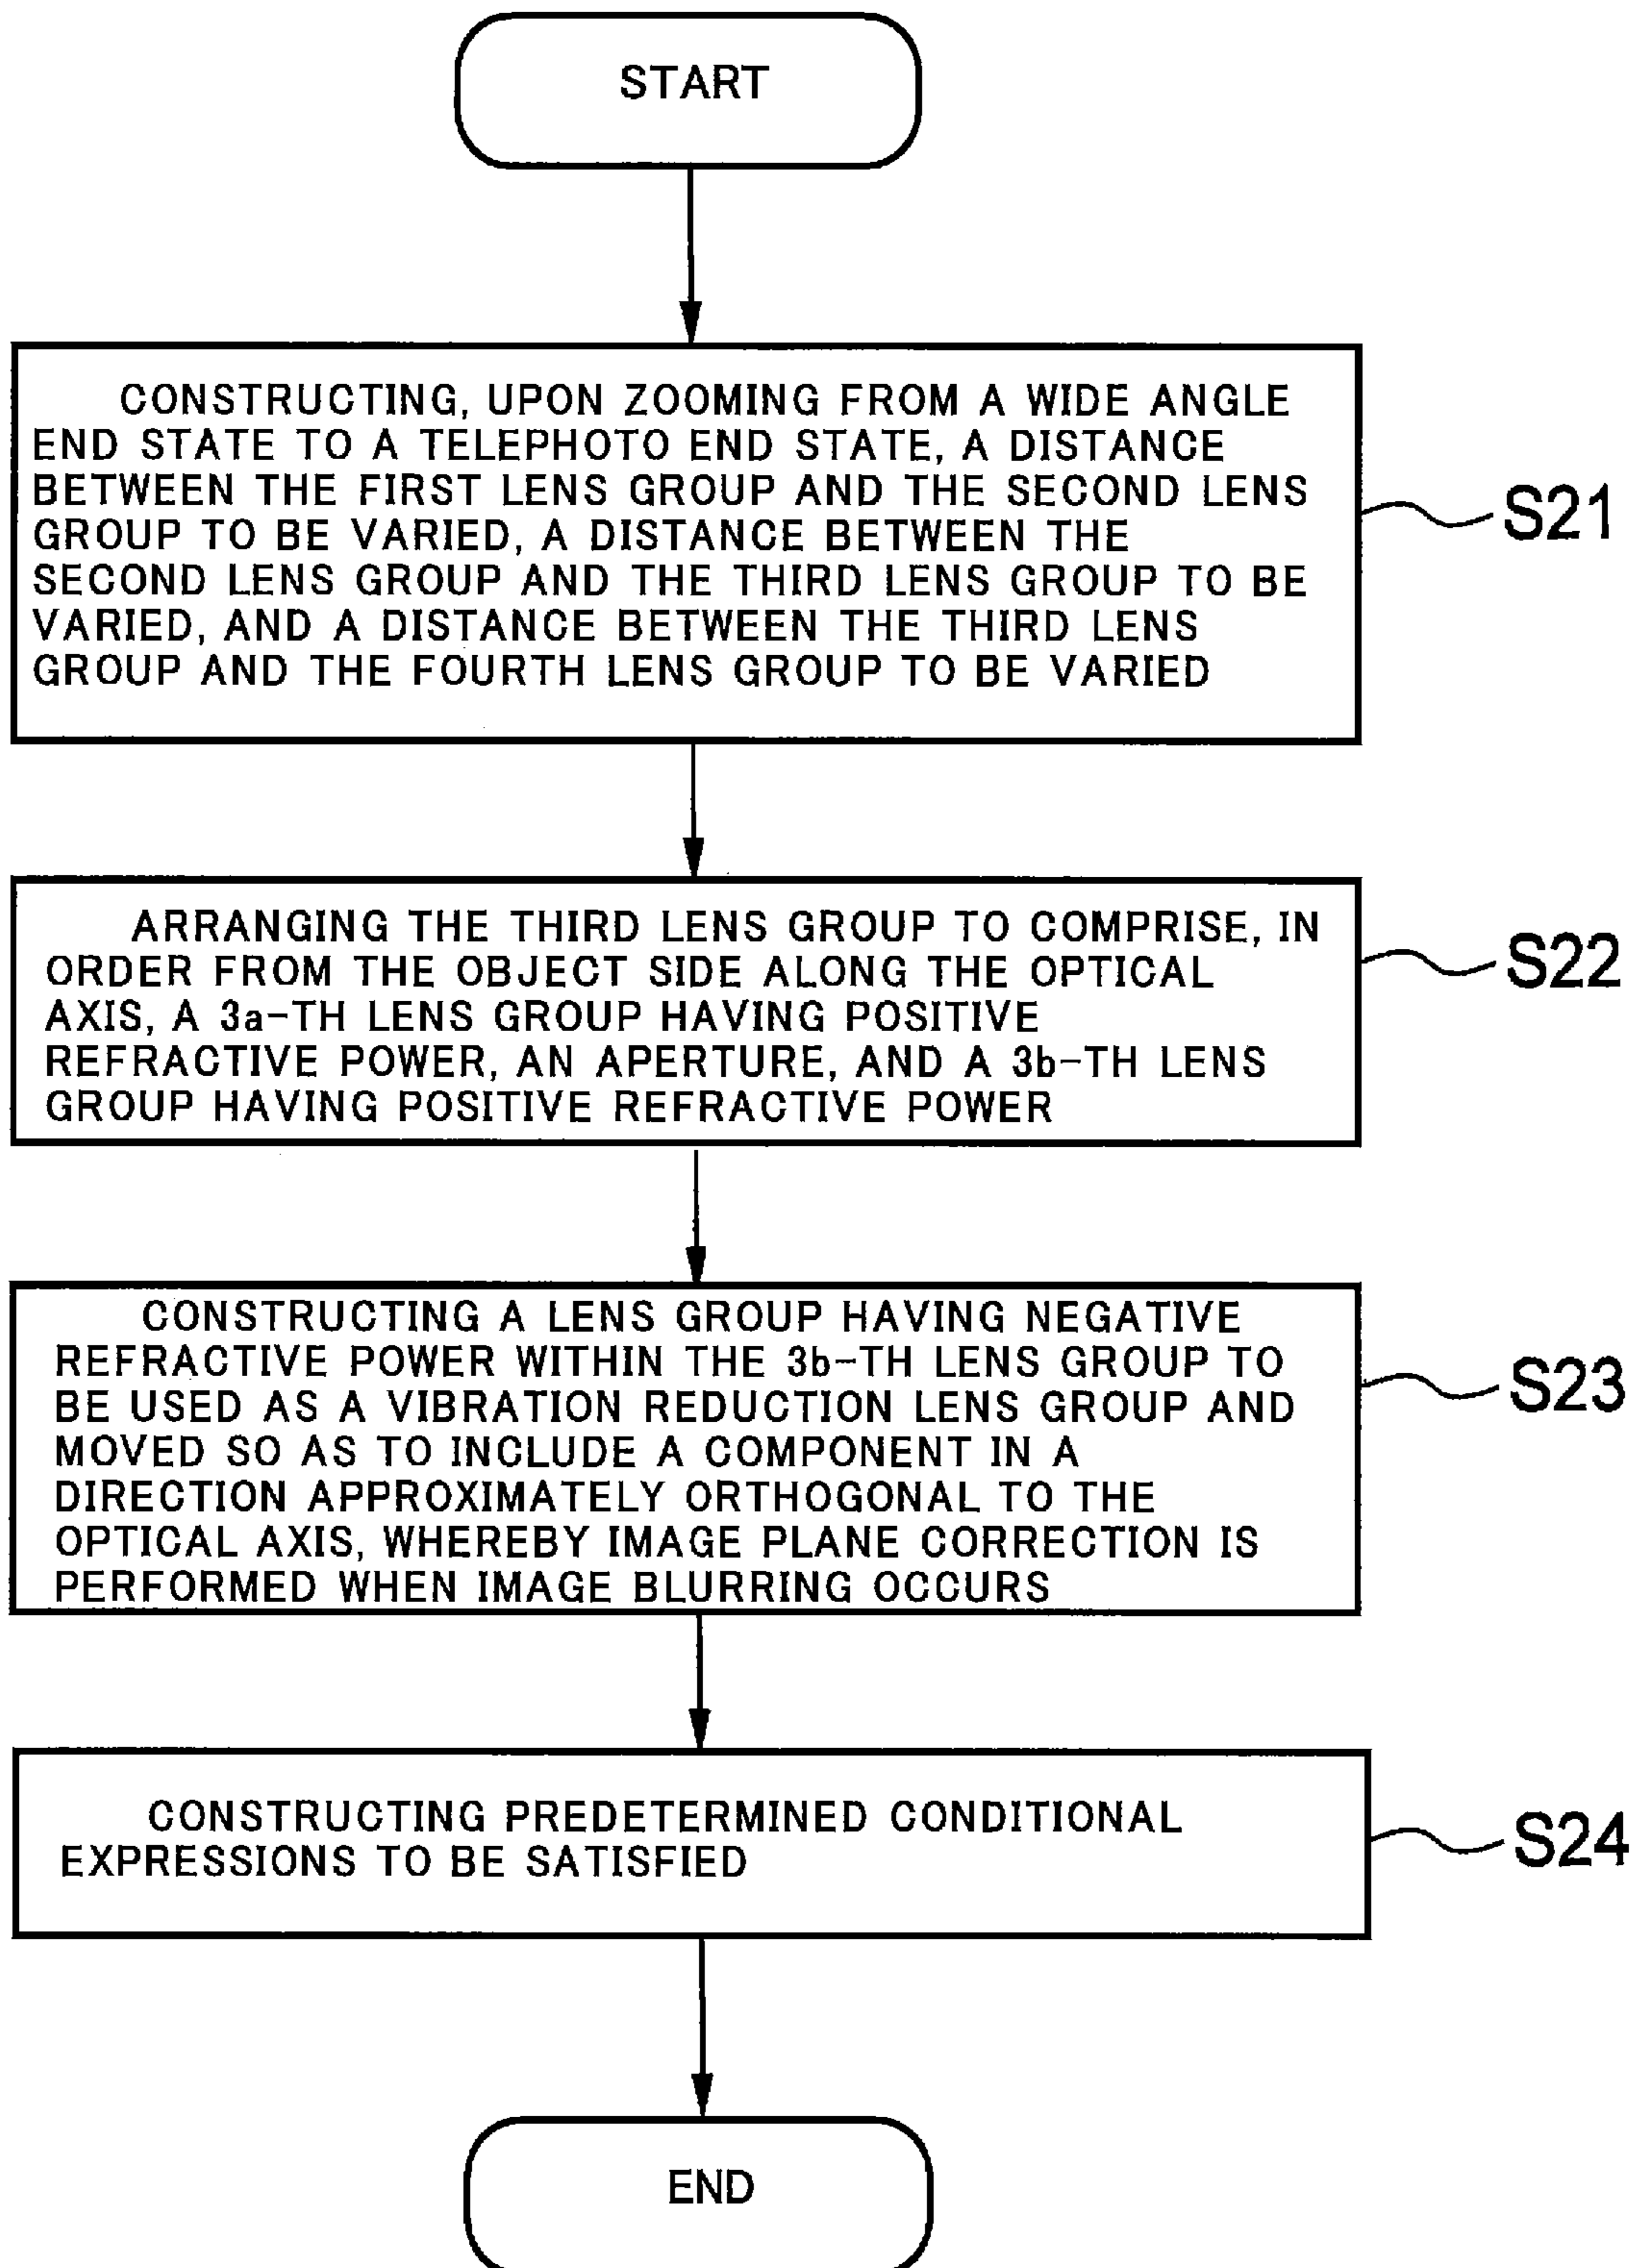 START
CONSTRUCTING, UPON ZOOMING FROM A WIDE ANGLE
END STATE TO A TELEPHOTO END STATE, A DISTANCE
BETWEEN THE FIRST LENS GROUP AND THE SECOND LENS
GROUP TO BE VARIED, A DISTANCE BETWEEN THE
SECOND LENS GROUP AND THE THIRD LENS GROUP TO BE
VARIED, AND A DISTANCE BETWEEN THE THIRD LENS
GROUP AND THE FOURTH LENS GROUP TO BE VARIED
S21
ARRANGING THE THIRD LENS GROUP TO COMPRISE, IN
ORDER FROM THE OBJECT SIDE ALONG THE OPTICAL
AXIS, A 3a-TH LENS GROUP HAVING POSITIVE
REFRACTIVE POWER, AN APERTURE, AND A 3b-TH LENS
GROUP HAVING POSITIVE REFRACTIVE POWER
S22
CONSTRUCTING A LENS GROUP HAVING NEGATIVE
REFRACTIVE POWER WITHIN THE 3b-TH LENS GROUP TO
BE USED AS A VIBRATION REDUCTION LENS GROUP AND
MOVED SO AS TO INCLUDE A COMPONENT IN A
DIRECTION APPROXIMATELY ORTHOGONAL TO THE
OPTICAL AXIS, WHEREBY IMAGE PLANE CORRECTION IS
PERFORMED WHEN IMAGE BLURRING OCCURS
S23
CONSTRUCTING PREDETERMINED CONDITIONAL
EXPRESSIONS TO BE SATISFIED
S24
END